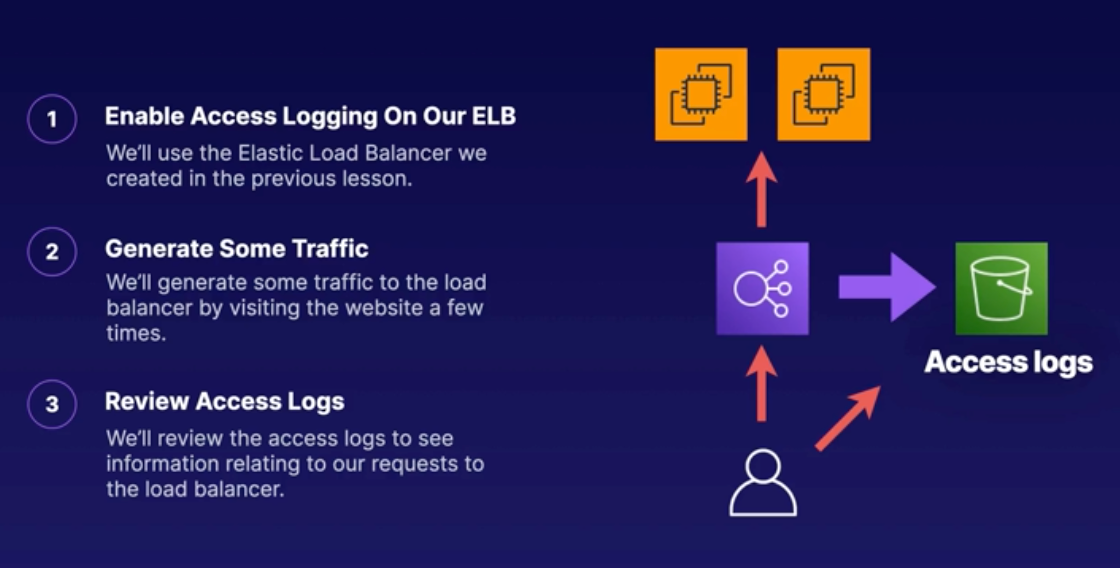 1
Enable Access Logging On Our ELB
We'll use the Elastic Load Balancer we
created in the previous lesson.
2
Generate Some Traffic
We'll generate some traffic to the load
balancer by visiting the website a few
times.
3
Review Access Logs
We'll review the access logs to see
information relating to our requests to
the load balancer.
Access logs